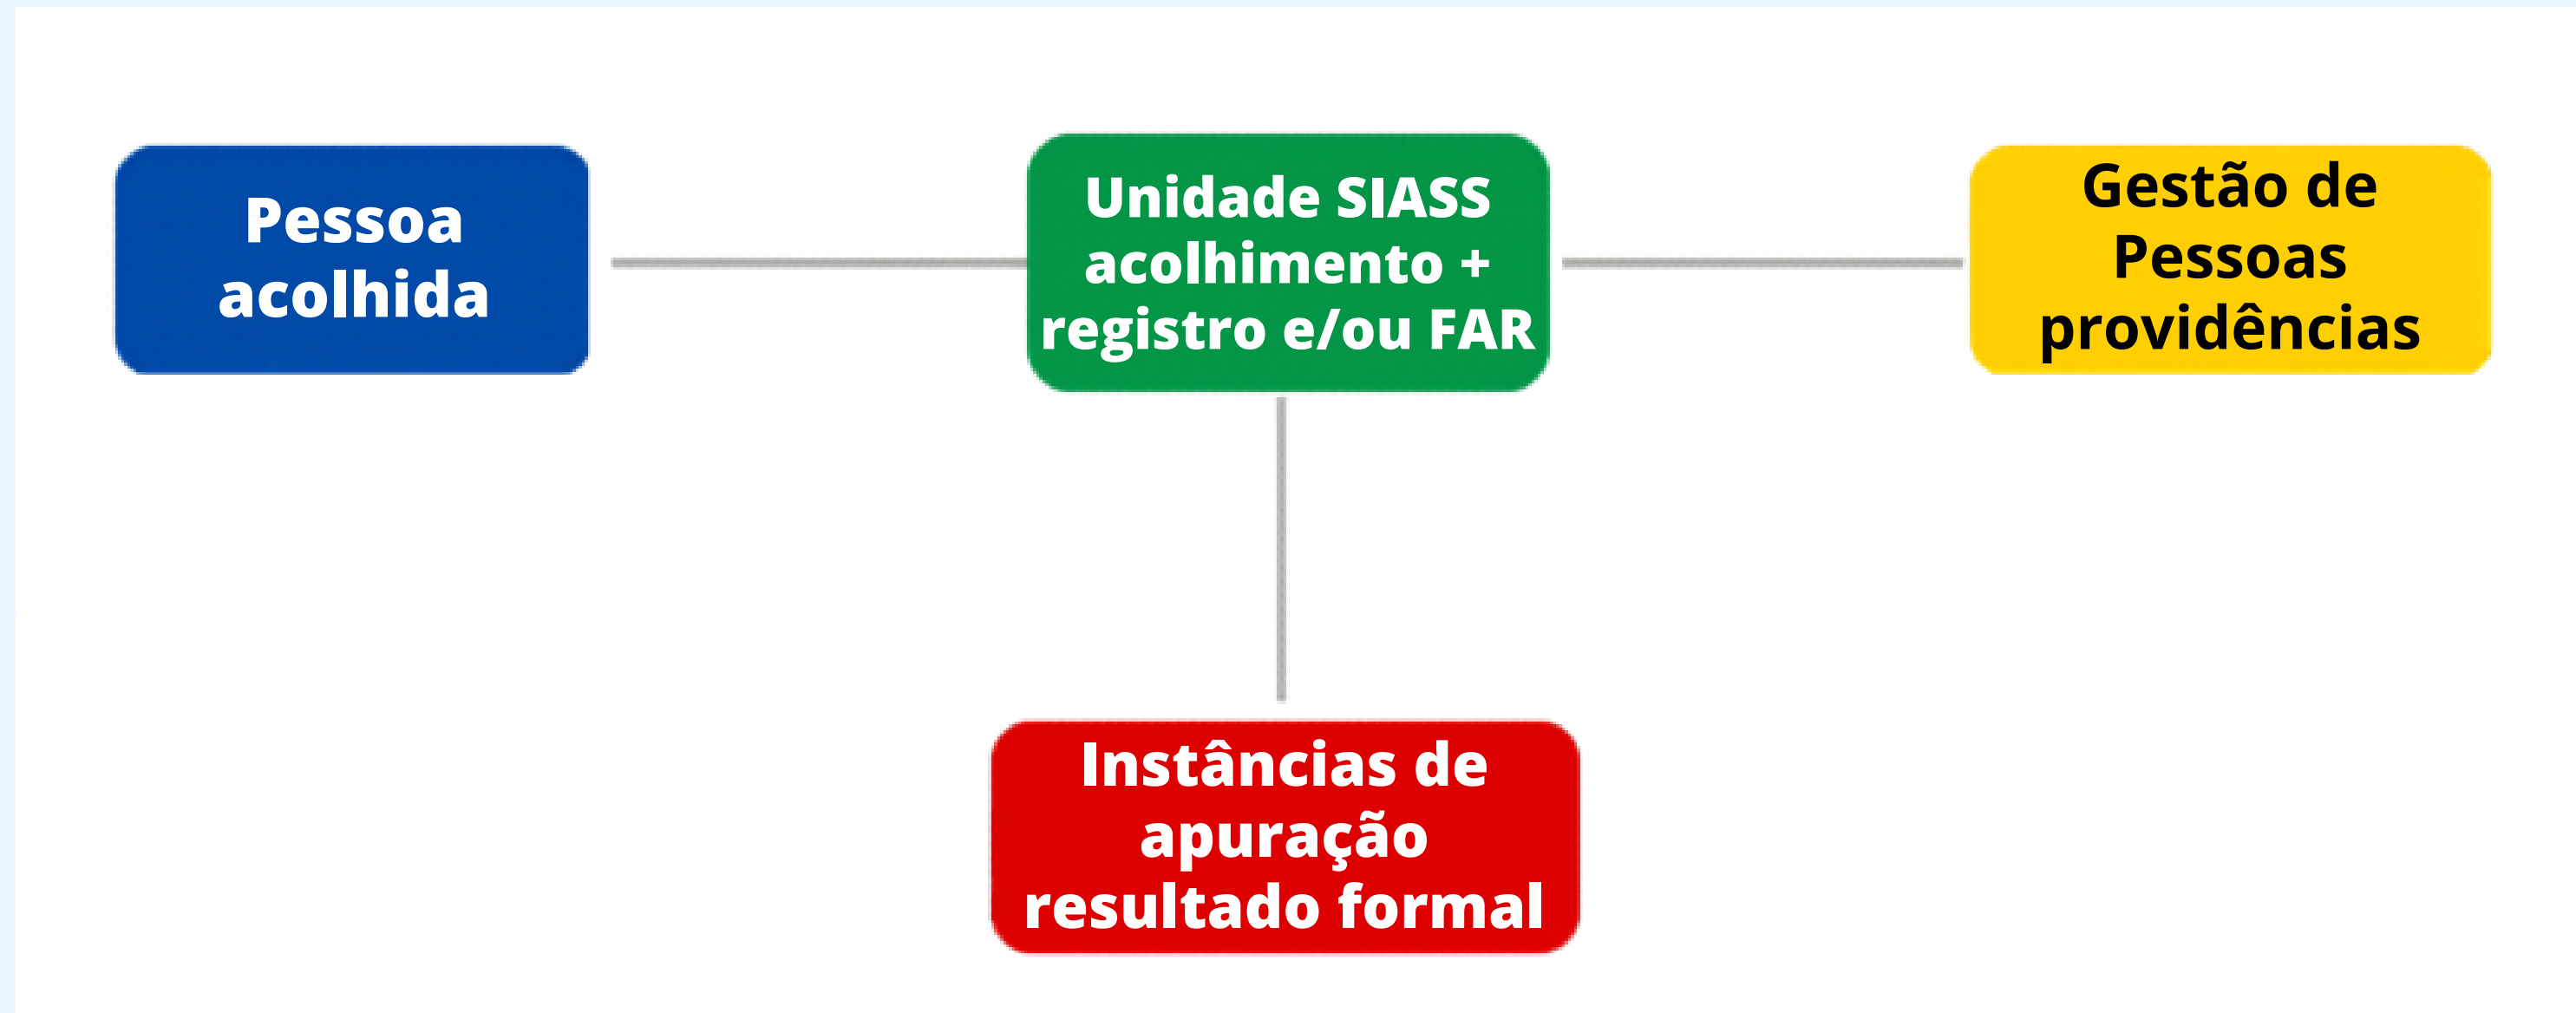 Pessoa
acolhida
Unidade SIASS
acolhimento +
registro e/ou FAR
Gestão de
Pessoas
providências
Instâncias de
apuração
resultado formal